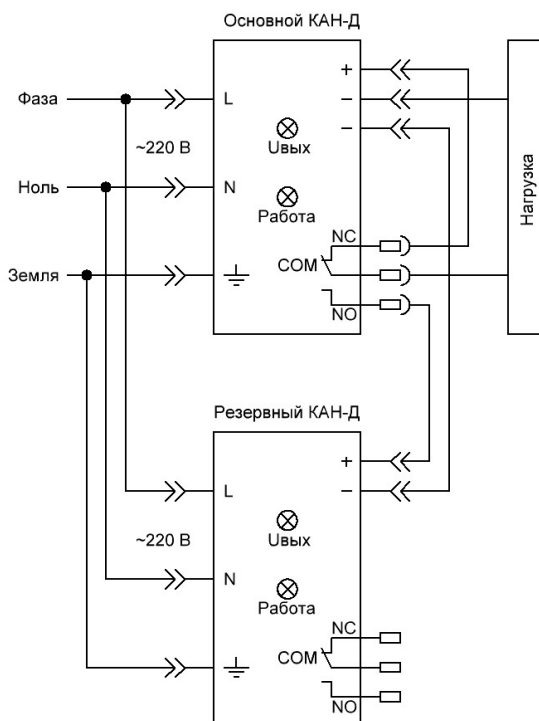 Основной КАН-Д
+
Фаза
L
−
~220 В
−
Uвых
Ноль
N
Работа
Нагрузка
NC
COM
Земля
NO
Резервный КАН-Д
+
L
−
~220 В
Uвых
N
Работа
NC
COM
NO